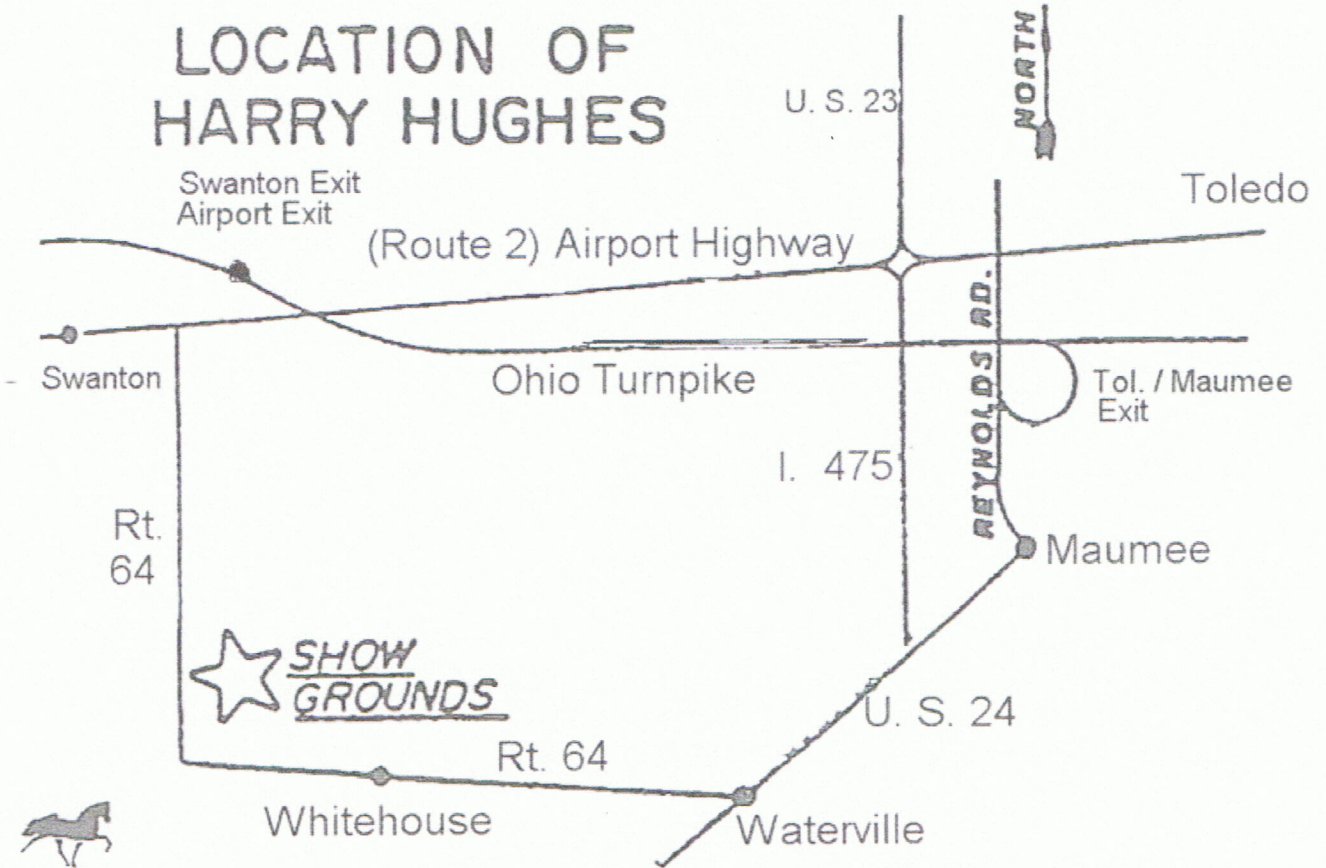 LOCATION OF
HARRY HUGHES
NORTH
U. S. 23
Swanton Exit
Airport Exit
Toledo
(Route 2) Airport Highway
REYNOLDS RD.
Swanton
Ohio Turnpike
Tol. / Maumee
Exit
I. 475
Rt.
64
Maumee
SHOW
GROUNDS
U. S. 24
Rt. 64
Whitehouse
Waterville